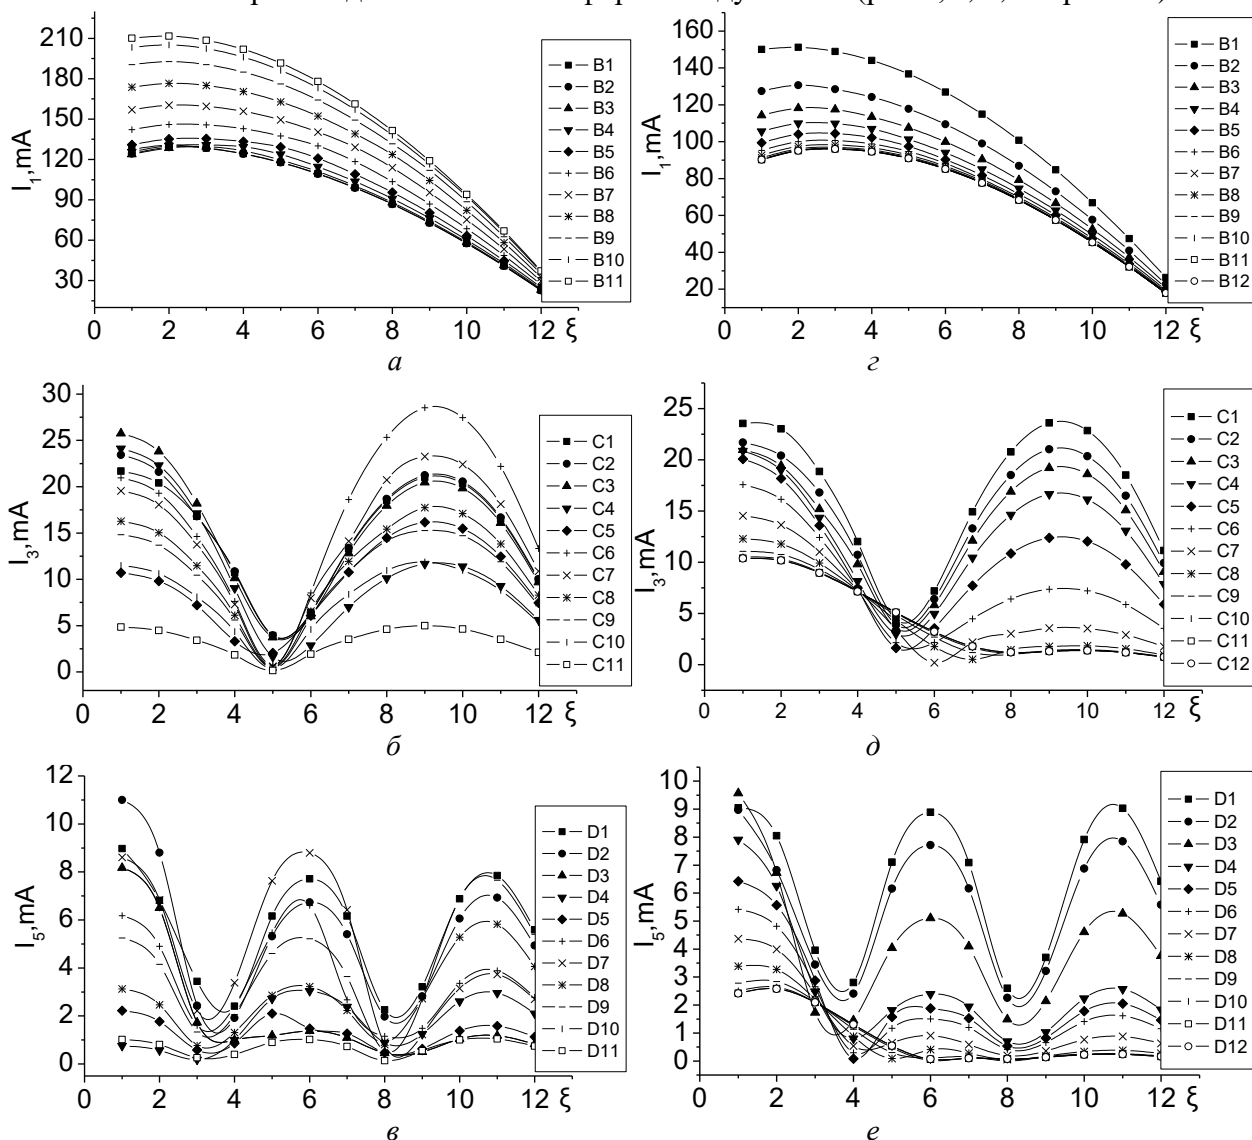 I1,mA
210
180
150
120
90
60
30
0
2
4
6
8
10
12
ξ
B1
B2
B3
B4
B5
B6
B7
B8
B9
B10
B11
а
I1,mA
160
140
120
100
80
60
40
20
0
2
4
6
8
10
12
ξ
B1
B2
B3
B4
B5
B6
B7
B8
B9
B10
B11
B12
г
I3,mA
30
25
20
15
10
5
0
0
2
4
6
8
10
12
ξ
C1
C2
C3
C4
C5
C6
C7
C8
C9
C10
C11
б
I3,mA
25
20
15
10
5
0
0
2
4
6
8
10
12
ξ
C1
C2
C3
C4
C5
C6
C7
C8
C9
C10
C11
C12
д
I5,mA
12
10
8
6
4
2
0
0
2
4
6
8
10
12
ξ
D1
D2
D3
D4
D5
D6
D7
D8
D9
D10
D11
в
I5,mA
10
9
8
7
6
5
4
3
2
1
0
0
2
4
6
8
10
12
ξ
D1
D2
D3
D4
D5
D6
D7
D8
D9
D10
D11
D12
е